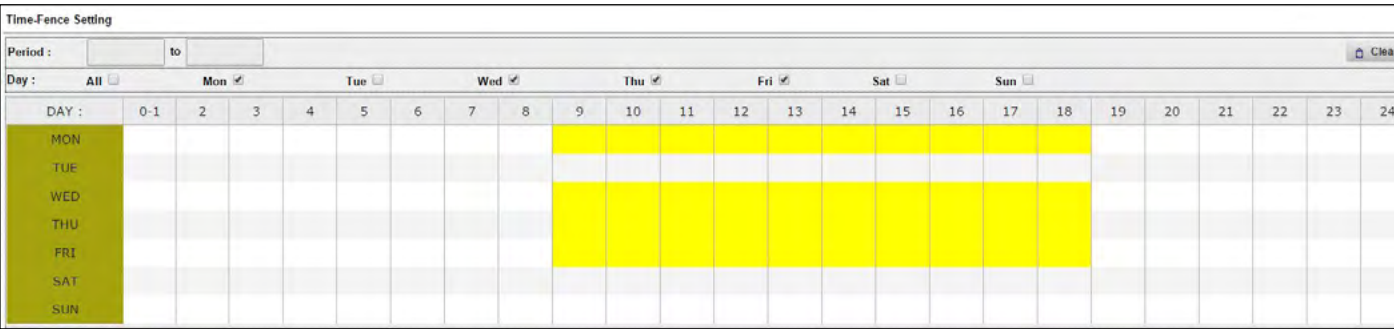 Time-Fence Setting
Period : to Clea
Day : All Mon Tue Wed Thu Fri Sat Sun
DAY : 0-1 2 3 4 5 6 7 8 9 10 11 12 13 14 15 16 17 18 19 20 21 22 23 24
MON
TUE
WED
THU
FRI
SAT
SUN